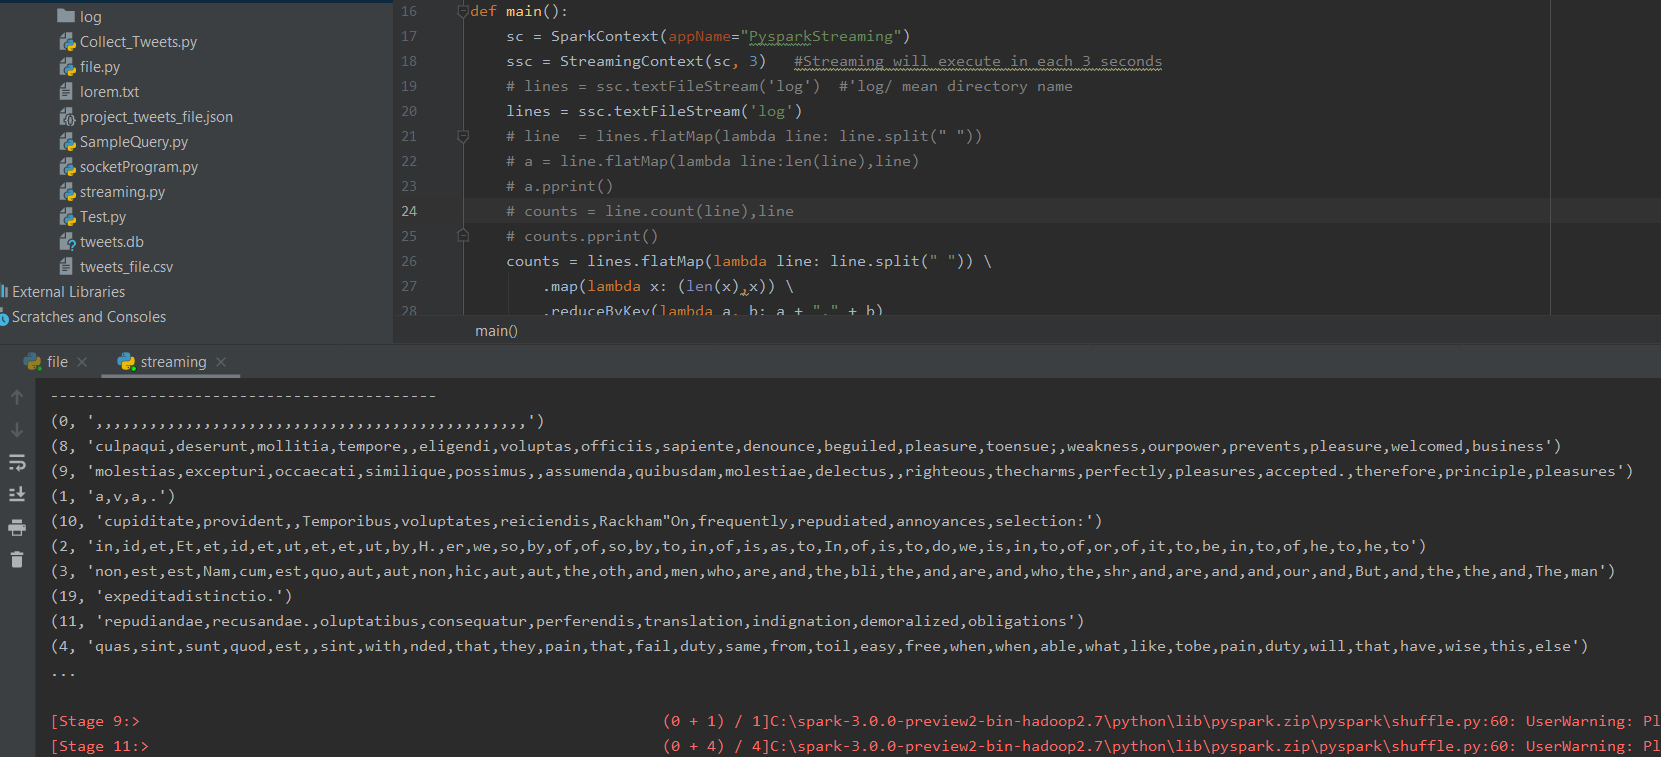 log
Collect_Tweets.py
file.py
lorem.txt
project_tweets_file.json
SampleQuery.py
socketProgram.py
streaming.py
Test.py
tweets.db
tweets_file.csv
External Libraries
Scratches and Consoles
16 def main():
17 sc = SparkContext(appName="PysparkStreaming")
18 ssc = StreamingContext(sc, 3)   #Streaming will execute in each 3 seconds
19 # lines = ssc.textFileStream('log')  #'log/ mean directory name
20 lines = ssc.textFileStream('log')
21 # line  = lines.flatMap(lambda line: line.split(" "))
22 # a = line.flatMap(lambda line:len(line),line)
23 # a.pprint()
24 # counts = line.count(line),line
25 # counts.pprint()
26 counts = lines.flatMap(lambda line: line.split(" ")) \
27 .map(lambda x: (len(x),x)) \
28 .reduceByKey(lambda a, b: a + "," + b)
main()
file
streaming
-------------------------------------------
(0, ',,,,,,,,,,,,,,,,,,,,,,,,,,,,,,,,,,,,,,,,,,,,,,,,')
(8, 'culpaqui,deserunt,mollitia,tempore,,eligendi,voluptas,officiis,sapiente,denounce,beguiled,pleasure,toensue;,weakness,ourpower,prevents,pleasure,welcomed,business')
(9, 'molestias,excepturi,occaecati,similique,possimus,,assumenda,quibusdam,molestiae,delectus,,righteous,thecharms,perfectly,pleasures,accepted.,therefore,principle,pleasures')
(1, 'a,v,a,.')
(10, 'cupiditate,provident,,Temporibus,voluptates,reiciendis,Rackham"On,frequently,repudiated,annoyances,selection:')
(2, 'in,id,et,Et,et,id,et,ut,et,et,ut,by,H.,er,we,so,by,of,of,so,by,to,in,of,is,as,to,In,of,is,to,do,we,is,in,to,of,or,of,it,to,be,in,to,of,he,to,he,to')
(3, 'non,est,est,Nam,cum,est,quo,aut,aut,non,hic,aut,aut,the,oth,and,men,who,are,and,the,bli,the,and,are,and,who,the,shr,and,are,and,and,our,and,But,and,the,the,and,The,man')
(19, 'expeditadistinctio.')
(11, 'repudiandae,recusandae.,oluptatibus,consequatur,perferendis,translation,indignation,demoralized,obligations')
(4, 'quas,sint,sunt,quod,est,,sint,with,nded,that,they,pain,that,fail,duty,same,from,toil,easy,free,when,when,able,what,like,tobe,pain,duty,will,that,have,wise,this,else')
...
[Stage 9:>                                                          (0 + 1) / 1]C:\spark-3.0.0-preview2-bin-hadoop2.7\python\lib\pyspark.zip\pyspark\shuffle.py:60: UserWarning: Pl
[Stage 11:>                                                         (0 + 4) / 4]C:\spark-3.0.0-preview2-bin-hadoop2.7\python\lib\pyspark.zip\pyspark\shuffle.py:60: UserWarning: Pl